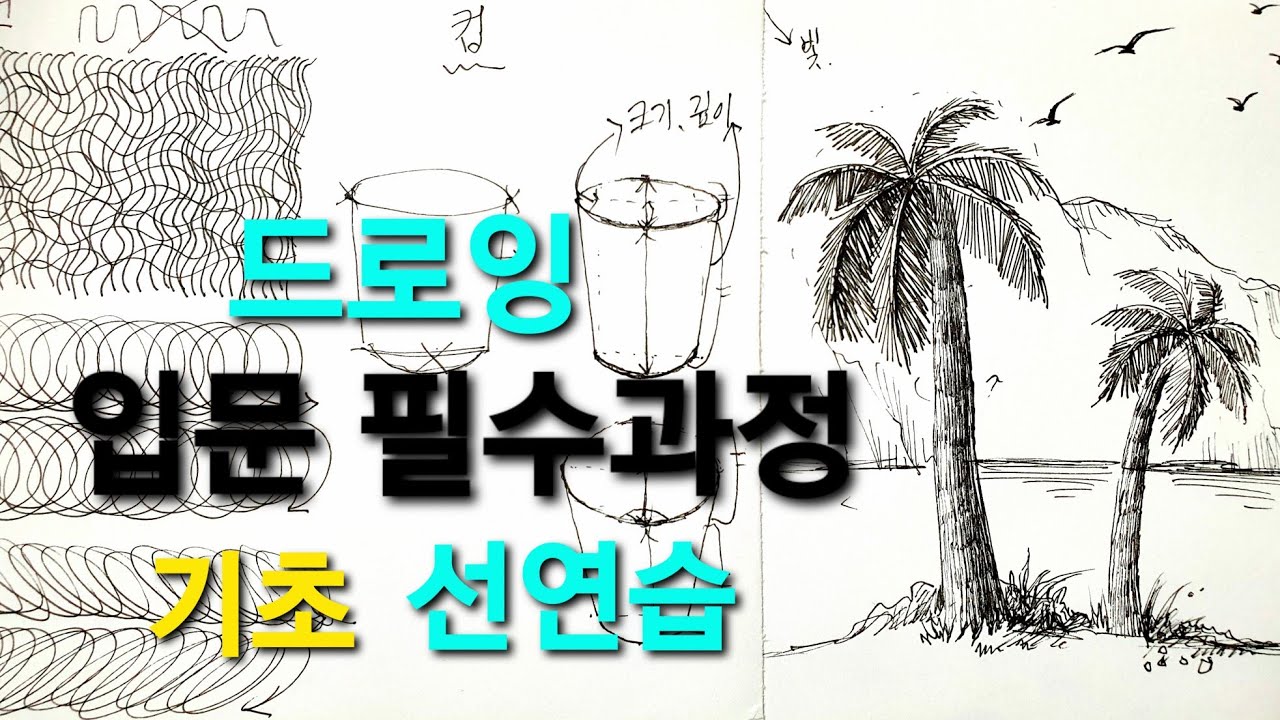 컵
빛.
크기, 깊이
드로잉
입문 필수과정
기초 선연습